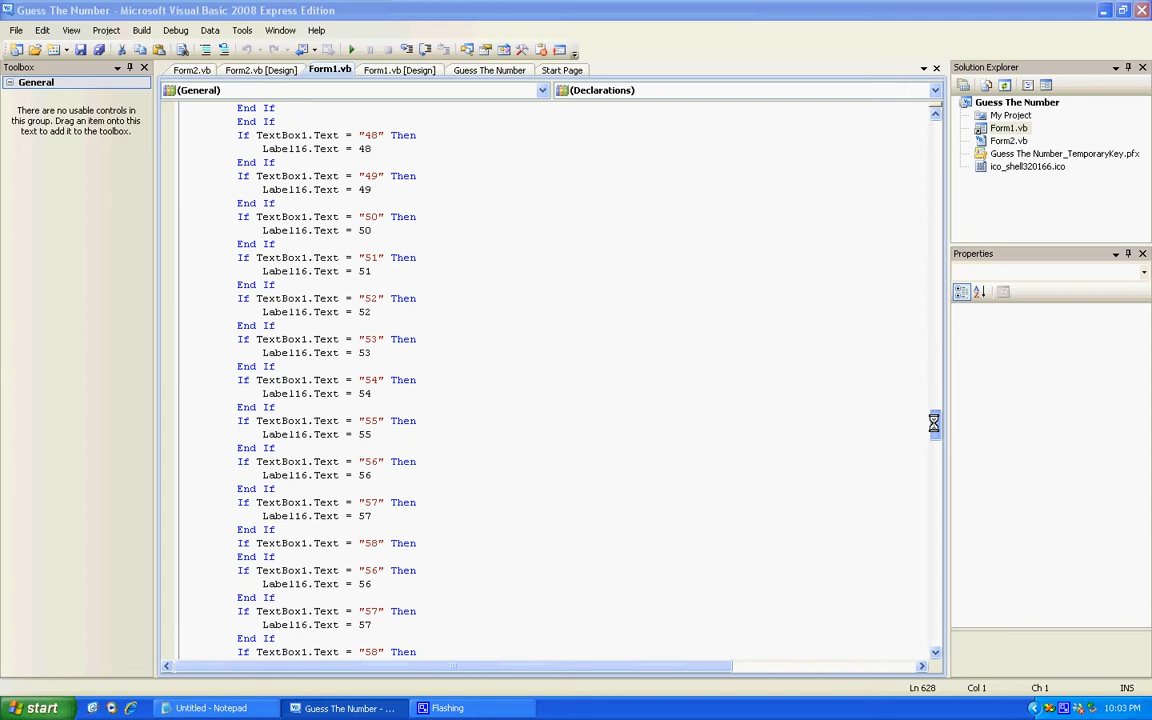 Guess The Number - Microsoft Visual Basic 2008 Express Edition
File Edit View Project Build Debug Data Tools Window Help
Toolbox
General
There are no usable controls in
this group. Drag an item onto this
text to add it to the toolbox.
Form2.vb Form2.vb [Design] Form1.vb Form1.vb [Design] Guess The Number Start Page
(General) (Declarations)
End If
End If
If TextBox1.Text = "48" Then
Label16.Text = 48
End If
If TextBox1.Text = "49" Then
Label16.Text = 49
End If
If TextBox1.Text = "50" Then
Label16.Text = 50
End If
If TextBox1.Text = "51" Then
Label16.Text = 51
End If
If TextBox1.Text = "52" Then
Label16.Text = 52
End If
If TextBox1.Text = "53" Then
Label16.Text = 53
End If
If TextBox1.Text = "54" Then
Label16.Text = 54
End If
If TextBox1.Text = "55" Then
Label16.Text = 55
End If
If TextBox1.Text = "56" Then
Label16.Text = 56
End If
If TextBox1.Text = "57" Then
Label16.Text = 57
End If
If TextBox1.Text = "58" Then
End If
If TextBox1.Text = "56" Then
Label16.Text = 56
End If
If TextBox1.Text = "57" Then
Label16.Text = 57
End If
If TextBox1.Text = "58" Then
Solution Explorer
Guess The Number
My Project
Form1.vb
Form2.vb
Guess The Number_TemporaryKey.pfx
ico_shell320166.ico
Properties
Ln 628 Col 1 Ch 1 INS
start Untitled - Notepad Guess The Number - ... Flashing 10:03 PM